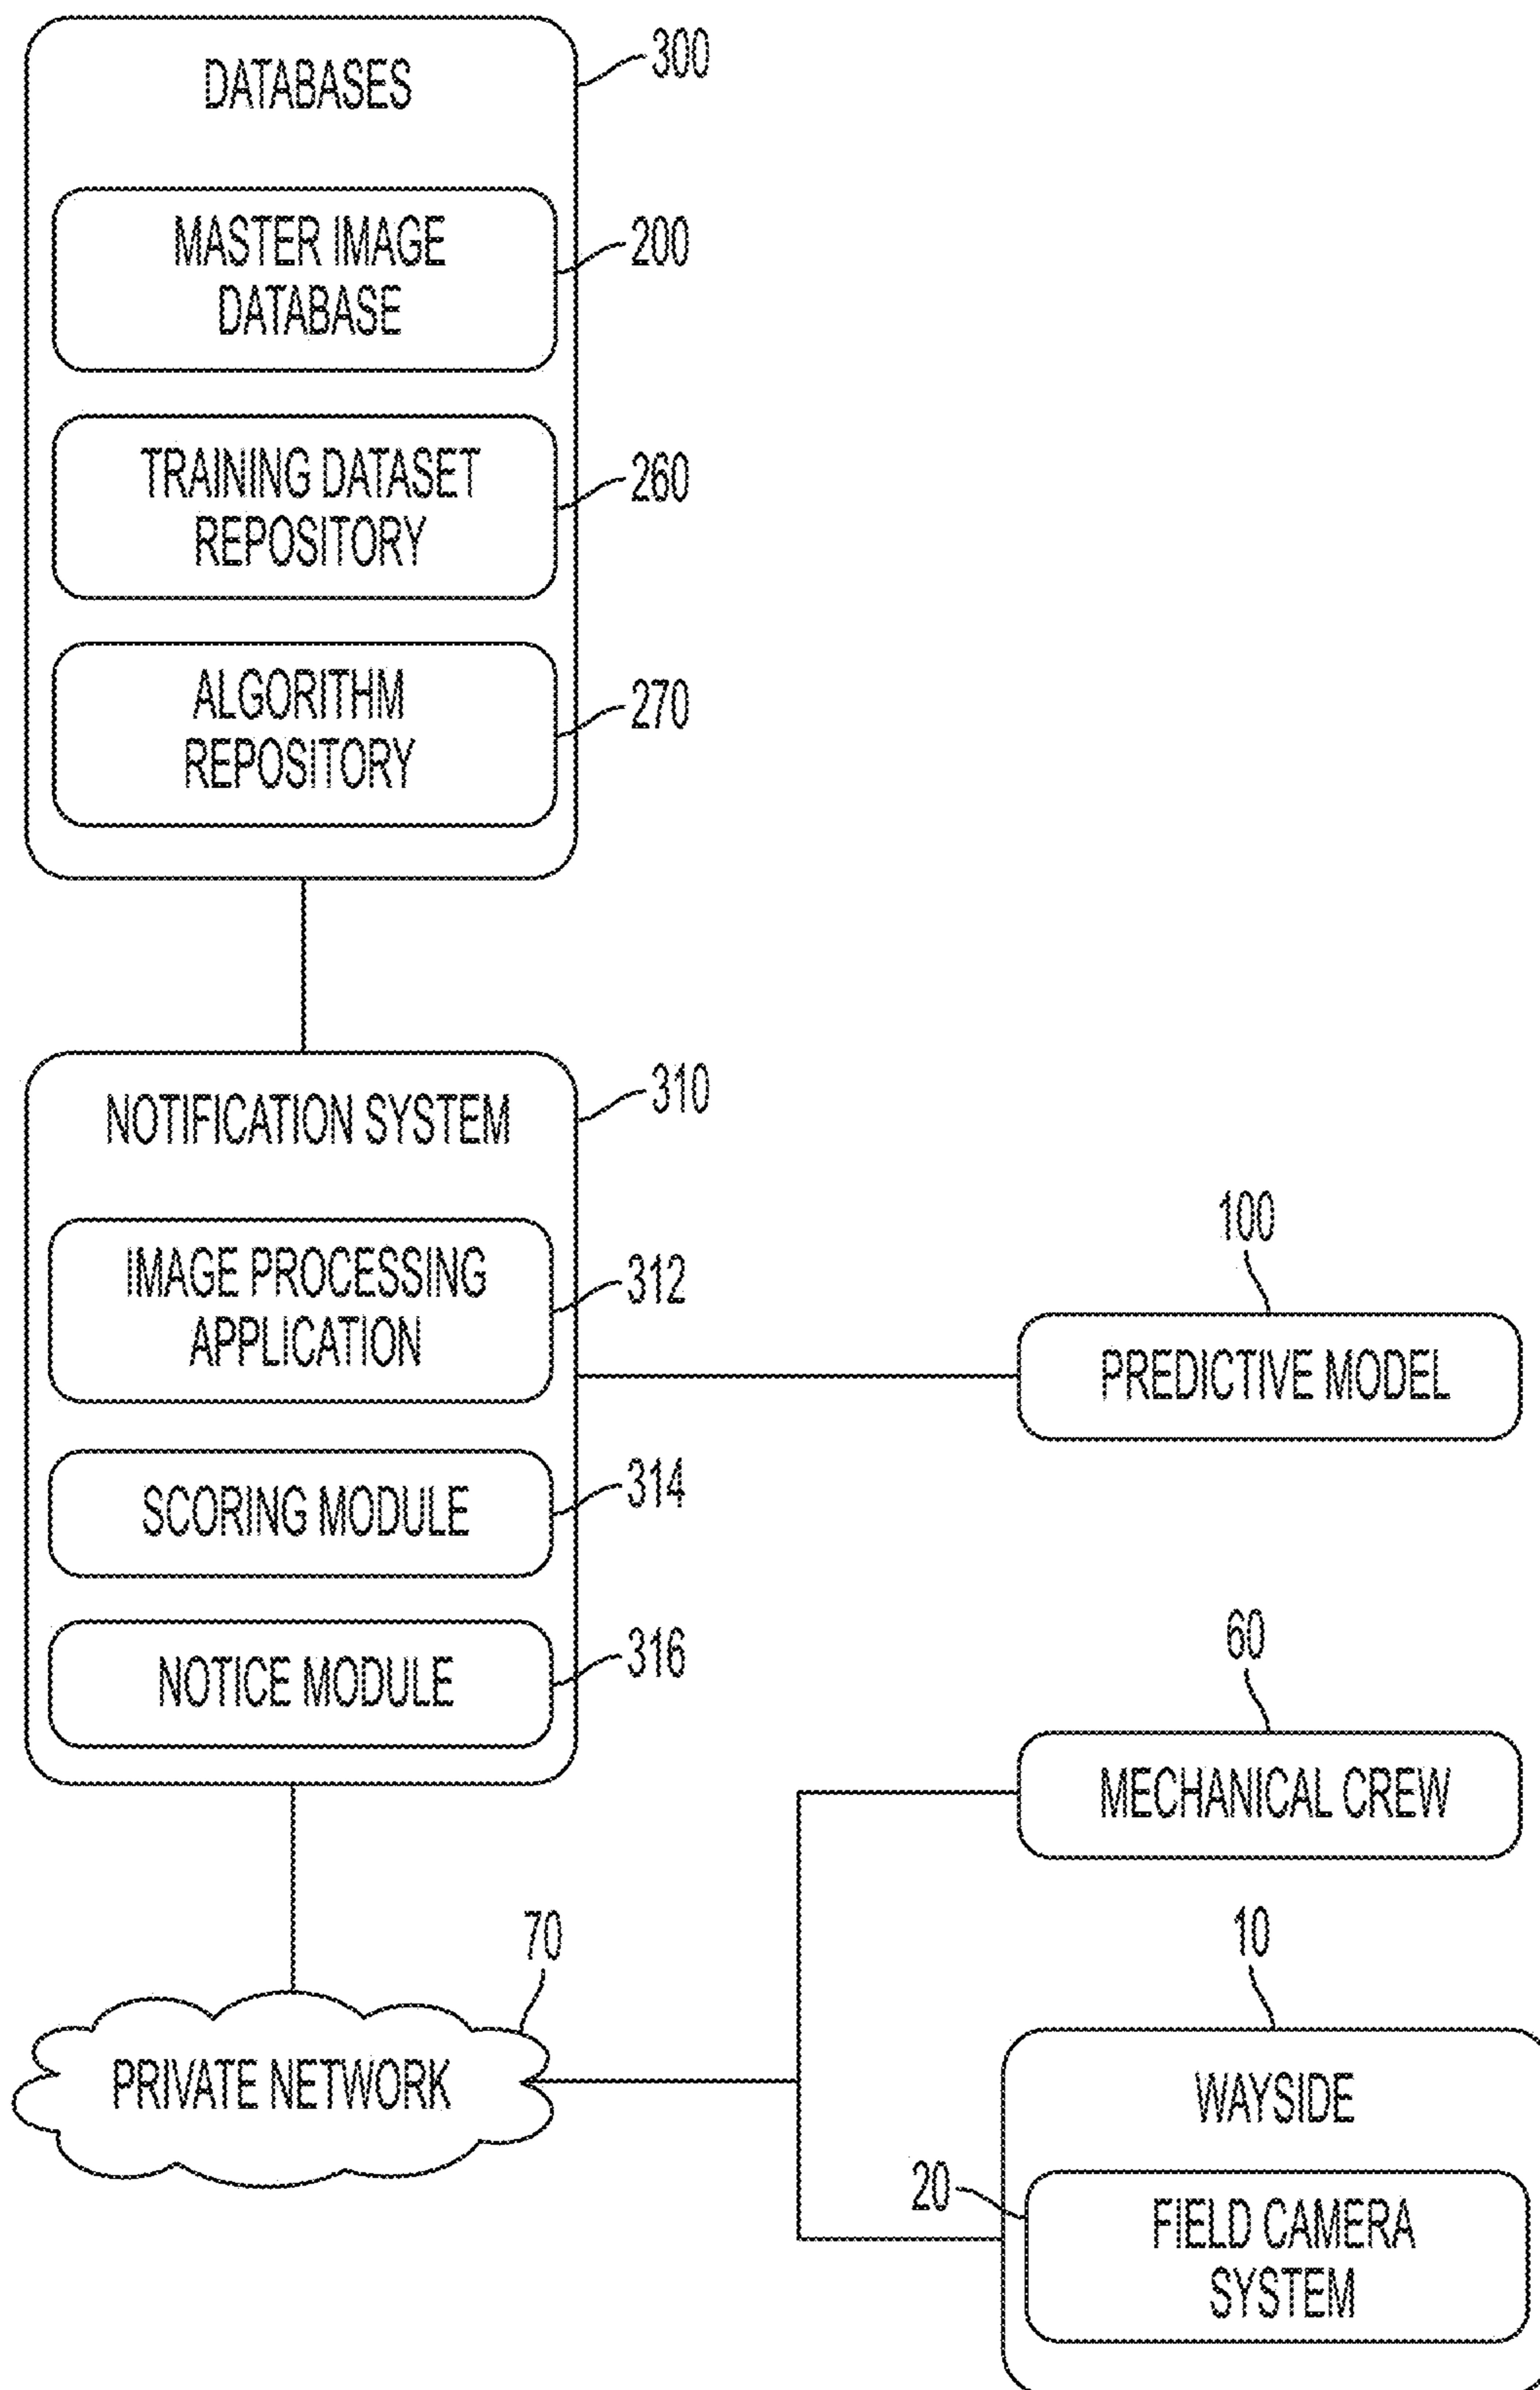 DATABASES
300
MASTER IMAGE
DATABASE
200
TRAINING DATASET
REPOSITORY
260
ALGORITHM
REPOSITORY
270
NOTIFICATION SYSTEM
310
IMAGE PROCESSING
APPLICATION
312
SCORING MODULE
314
NOTICE MODULE
316
100
PREDICTIVE MODEL
60
MECHANICAL CREW
70
PRIVATE NETWORK
10
WAYSIDE
20
FIELD CAMERA
SYSTEM